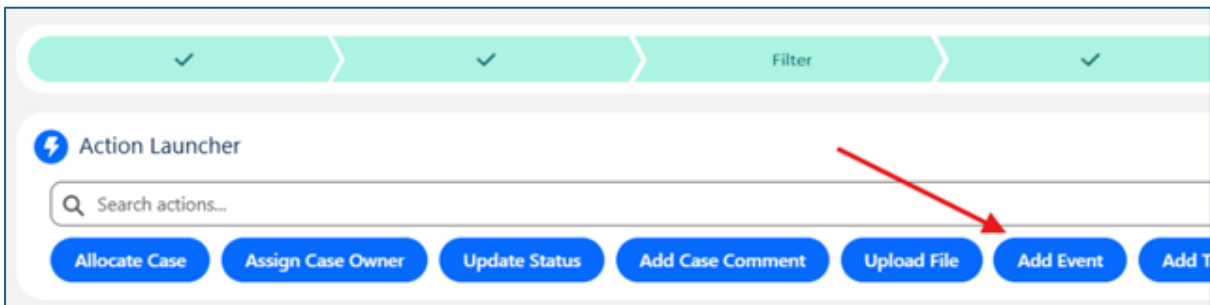 Filter
Action Launcher
Search actions...
Allocate Case Assign Case Owner Update Status Add Case Comment Upload File Add Event Add